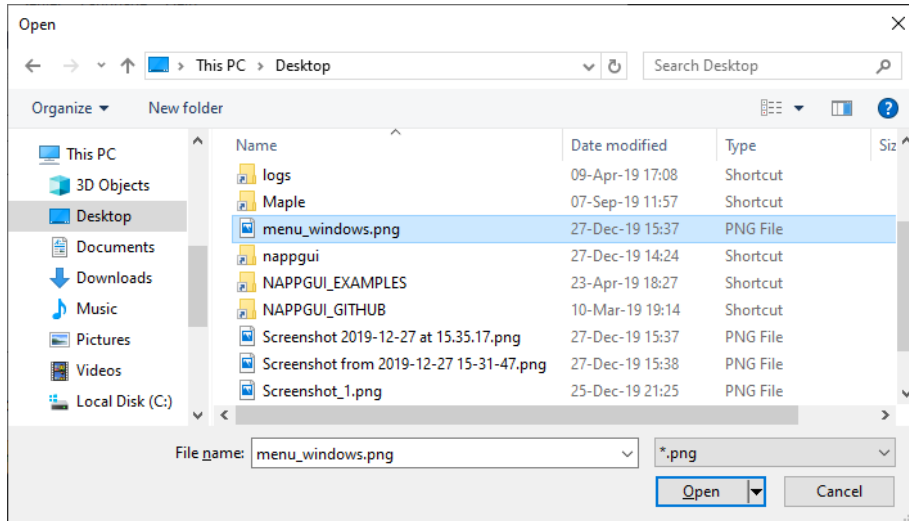 Open
This PC > Desktop
Search Desktop
Organize
New folder
?
Name Date modified Type Siz
This PC
3D Objects
Desktop
Documents
Downloads
Music
Pictures
Videos
Local Disk (C:)
logs 09-Apr-19 17:08 Shortcut
Maple 07-Sep-19 11:57 Shortcut
menu_windows.png 27-Dec-19 15:37 PNG File
nappgui 27-Dec-19 14:24 Shortcut
NAPPGUI_EXAMPLES 23-Apr-19 18:27 Shortcut
NAPPGUI_GITHUB 10-Mar-19 19:14 Shortcut
Screenshot 2019-12-27 at 15.35.17.png 27-Dec-19 15:37 PNG File
Screenshot from 2019-12-27 15-31-47.png 27-Dec-19 15:38 PNG File
Screenshot_1.png 25-Dec-19 21:25 PNG File
File name: menu_windows.png *.png
Open Cancel